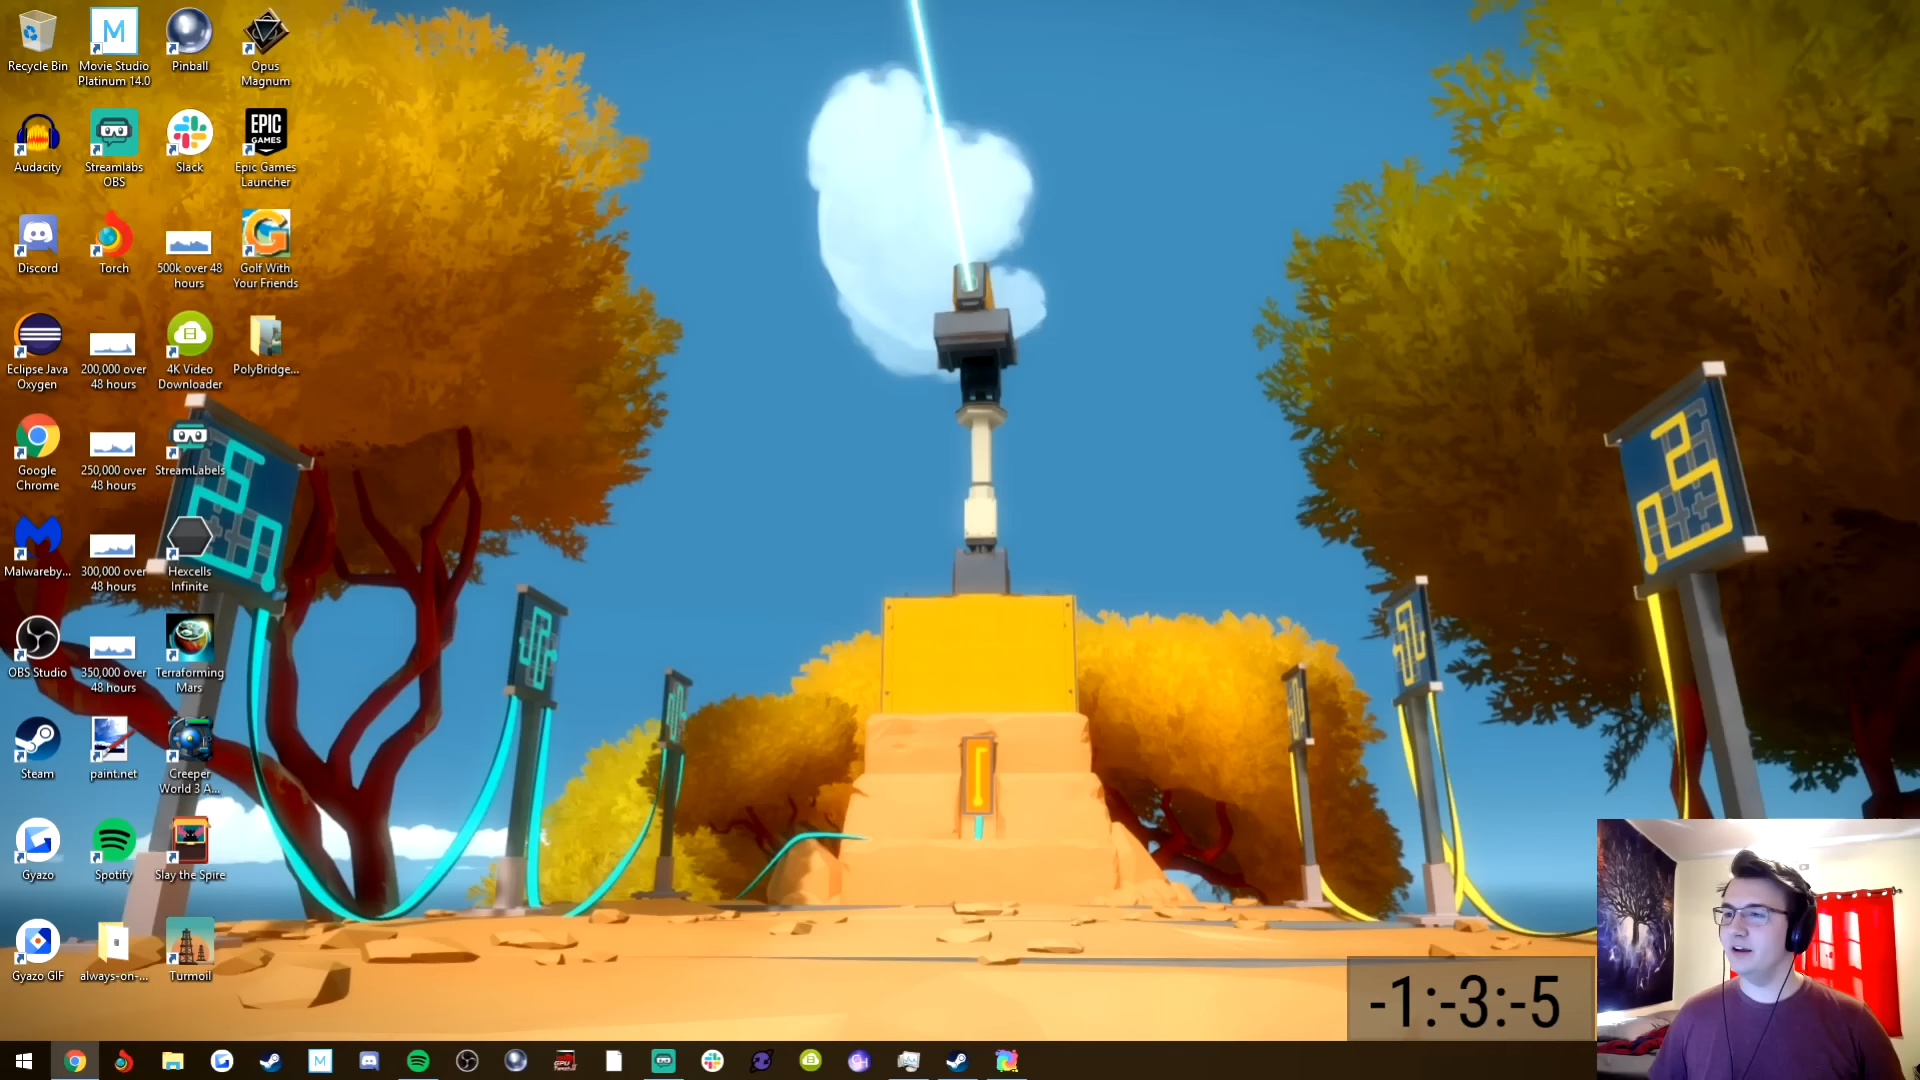 Recycle Bin
Movie Studio
Platinum 14.0
M
Pinball
Opus
Magnum
Audacity
Streamlabs
OBS
Slack
EPIC
GAMES
Epic Games
Launcher
Discord
Torch
500k over 48
hours
G
Golf With
Your Friends
Eclipse Java
Oxygen
200,000 over
48 hours
4K Video
Downloader
PolyBridge...
Google
Chrome
250,000 over
48 hours
StreamLabels
Malwareby...
300,000 over
48 hours
Hexcells
Infinite
OBS Studio
350,000 over
48 hours
Terraforming
Mars
Steam
paint.net
Creeper
World 3 A...
Gyazo
Spotify
Slay the Spire
Gyazo GIF
always-on-...
Turmoil
-1:-3:-5
M